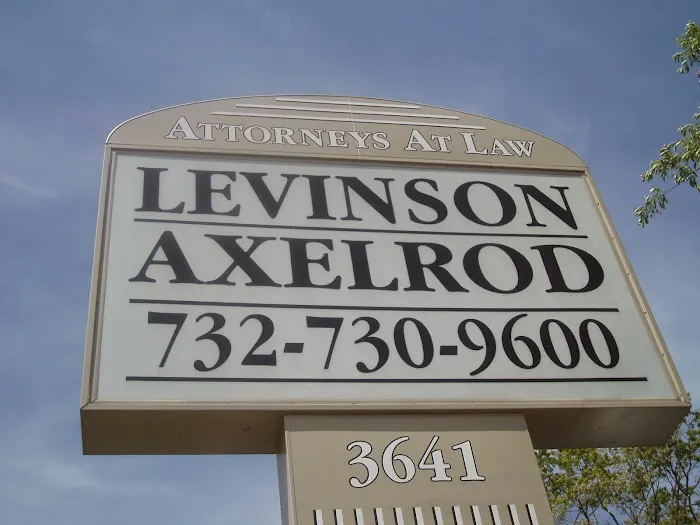 ATTORNEYS AT LAW
LEVINSON
AXELROD
732-730-9600
3641